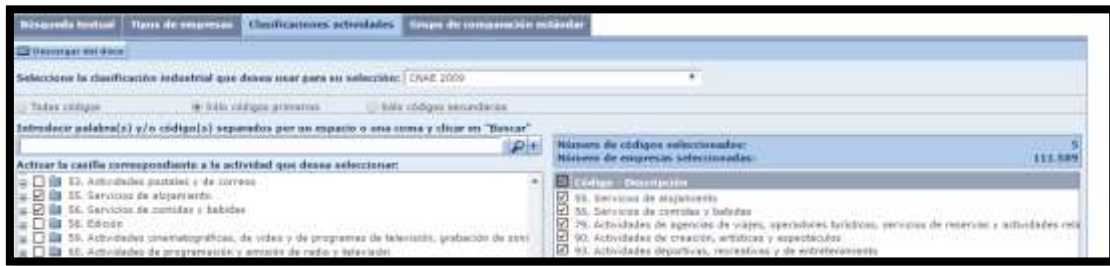 Búsqueda textual Tipos de empresas Clasificaciones actividades Grupo de comparación estándar
Descargar del disco
Seleccione la clasificación industrial que desea usar para su selección: CNAE 2009
Todos códigos Sólo códigos primarios Sólo códigos secundarios
Introducir palabra(s) y/o código(s) separados por un espacio o una coma y clicar en "Buscar"
Activar la casilla correspondiente a la actividad que desea seleccionar:
53. Actividades postales y de correos
55. Servicios de alojamiento
56. Servicios de comidas y bebidas
58. Edición
59. Actividades cinematográficas, de vídeo y de programas de televisión, grabación de soni
60. Actividades de programación y emisión de radio y televisión
Número de códigos seleccionados: 5
Número de empresas seleccionadas: 111.589
Código - Descripción
55. Servicios de alojamiento
56. Servicios de comidas y bebidas
79. Actividades de agencias de viajes, operadores turísticos, servicios de reservas y actividades rela
90. Actividades de creación, artísticas y espectáculos
93. Actividades deportivas, recreativas y de entretenimiento